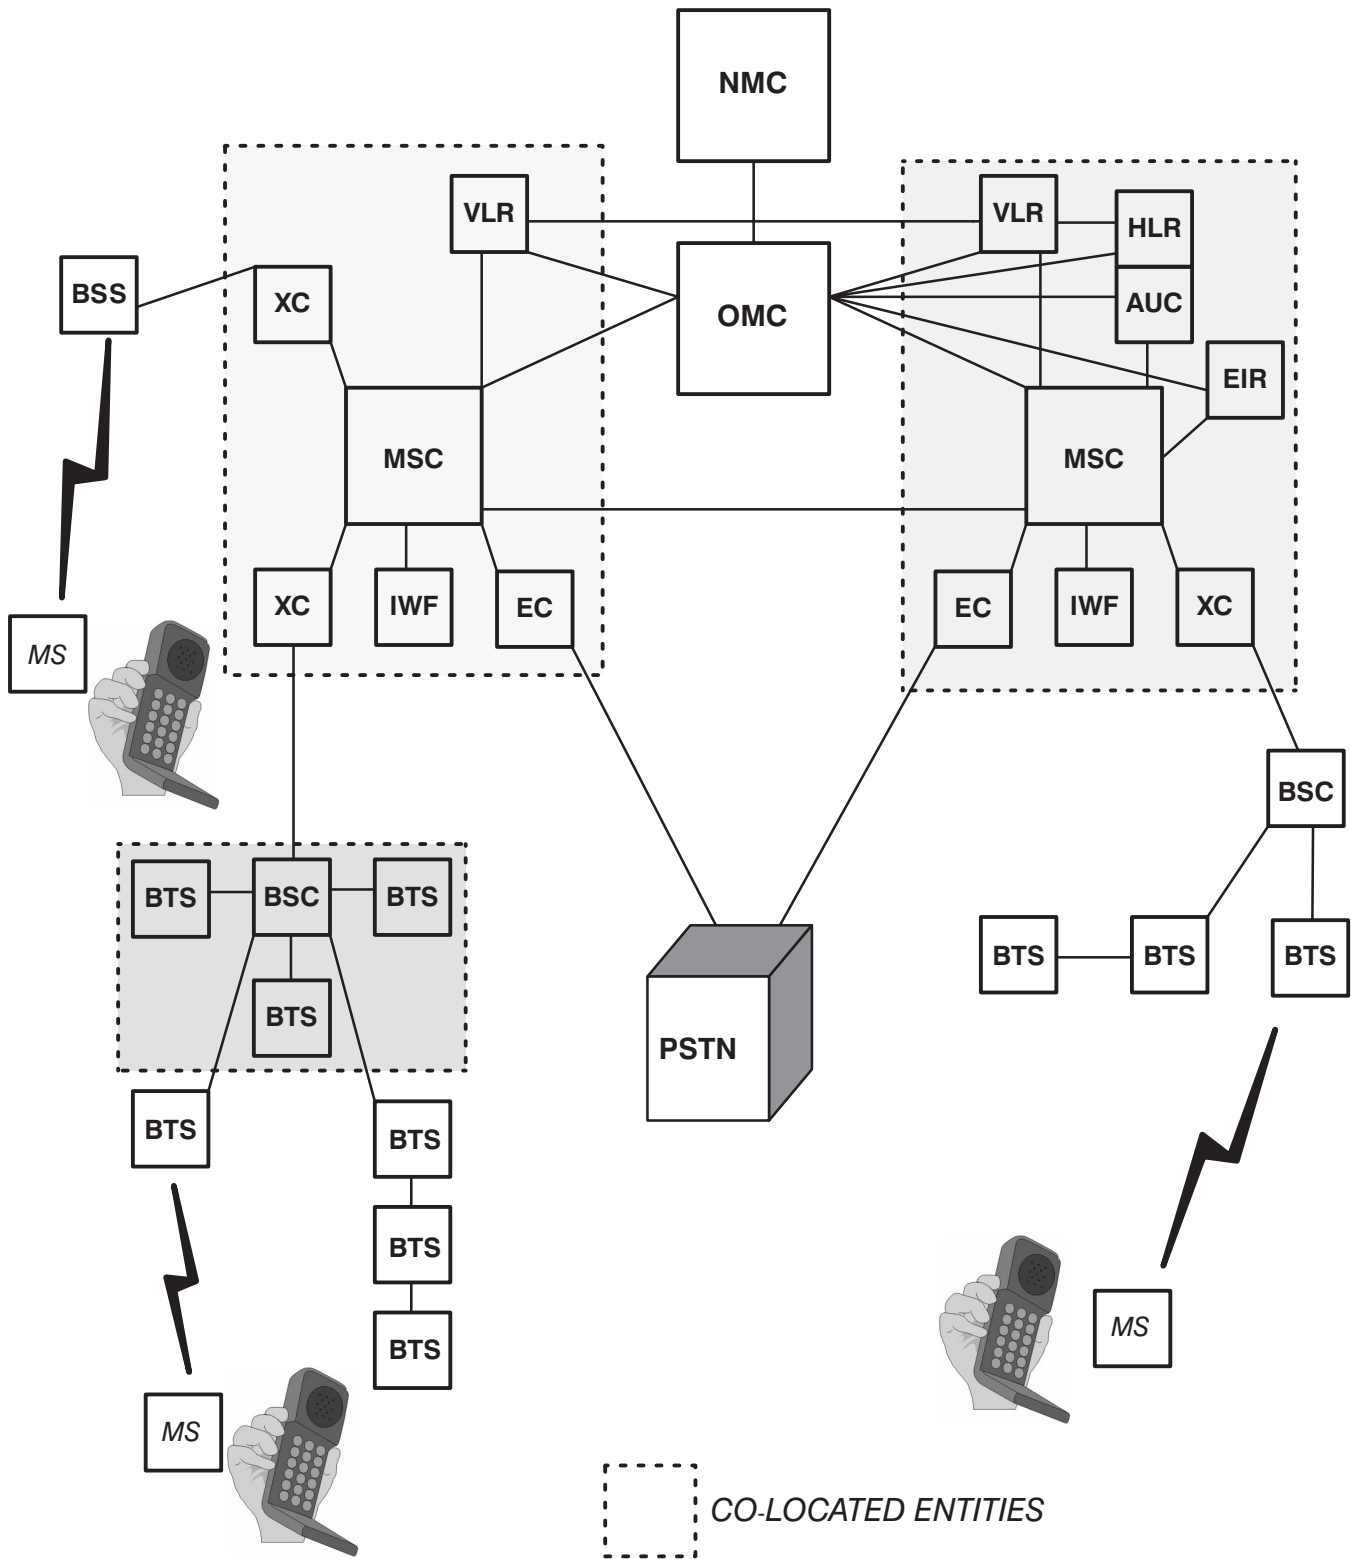 NMC
VLR
VLR
HLR
BSS
XC
OMC
AUC
EIR
MSC
MSC
XC
IWF
EC
EC
IWF
XC
MS
BSC
BTS
BSC
BTS
BTS
BTS
BTS
BTS
PSTN
BTS
BTS
BTS
MS
BTS
MS
CO-LOCATED ENTITIES